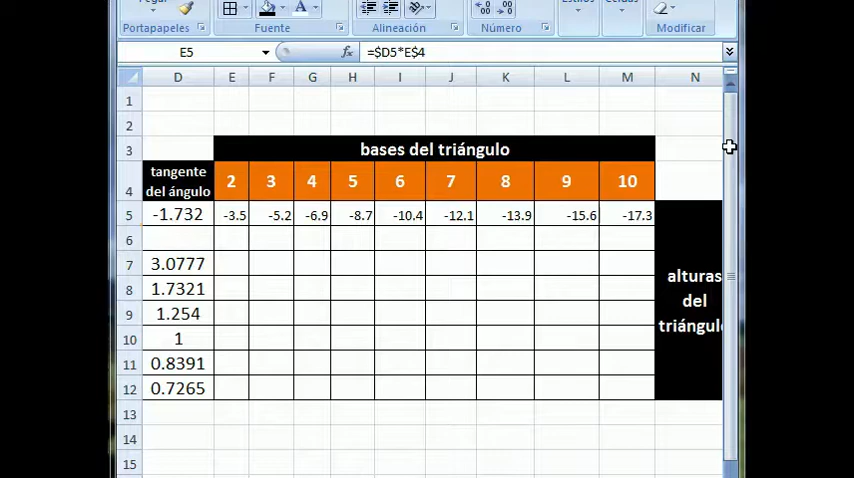 Portapapeles Fuente Alineación Número Estilos Celdas Modificar
E5 fx =$D5*E$4
D E F G H I J K L M N
1
2
3 bases del triángulo
tangente
4 del ángulo 2 3 4 5 6 7 8 9 10
5 -1.732 -3.5 -5.2 -6.9 -8.7 -10.4 -12.1 -13.9 -15.6 -17.3
6
7 3.0777
8 1.7321 alturas
9 1.254 del
10 1 triángulo
11 0.8391
12 0.7265
13
14
15